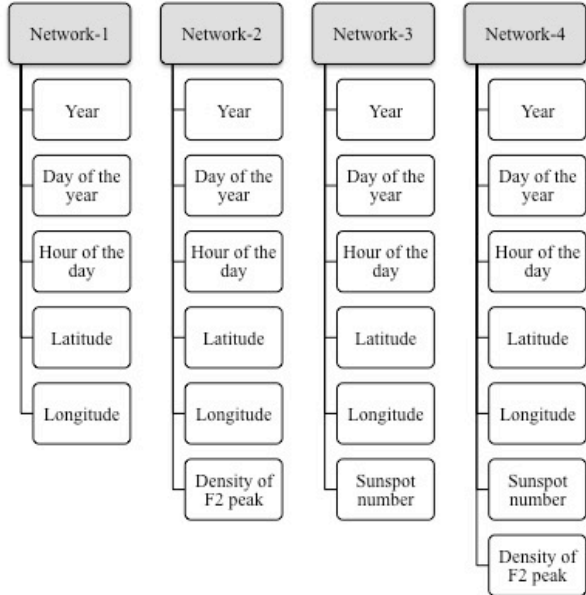 Network-1
Year
Day of the
year
Hour of the
day
Latitude
Longitude
Network-2
Year
Day of the
year
Hour of the
day
Latitude
Longitude
Density of
F2 peak
Network-3
Year
Day of the
year
Hour of the
day
Latitude
Longitude
Sunspot
number
Network-4
Year
Day of the
year
Hour of the
day
Latitude
Longitude
Sunspot
number
Density of
F2 peak